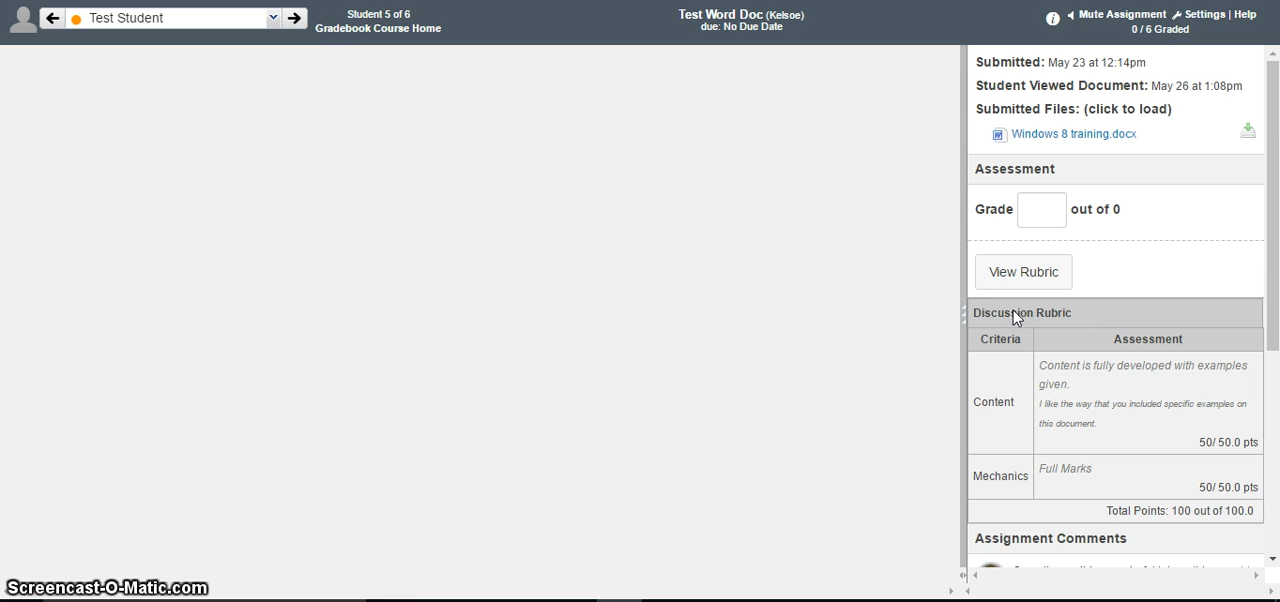 Test Student
Student 5 of 6
Gradebook Course Home
Test Word Doc (Kelsoe)
due: No Due Date
Mute Assignment Settings | Help
0 / 6 Graded
Submitted: May 23 at 12:14pm
Student Viewed Document: May 26 at 1:08pm
Submitted Files: (click to load)
Windows 8 training.docx
Assessment
Grade out of 0
View Rubric
Discussion Rubric
Criteria Assessment
Content is fully developed with examples
given.
Content
I like the way that you included specific examples on
this document.
50/ 50.0 pts
Mechanics
Full Marks
50/ 50.0 pts
Total Points: 100 out of 100.0
Assignment Comments
Screencast-O-Matic.com